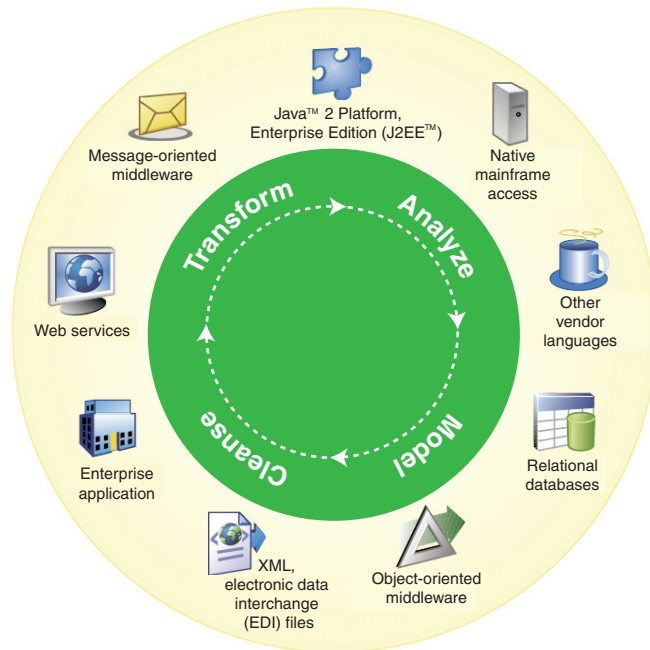 Java™ 2 Platform,
Enterprise Edition (J2EE™)
Native
mainframe
access
Other
vendor
languages
Relational
databases
Object-oriented
middleware
XML,
electronic data
interchange
(EDI) files
Enterprise
application
Web services
Message-oriented
middleware
Transform
Analyze
Model
Cleanse